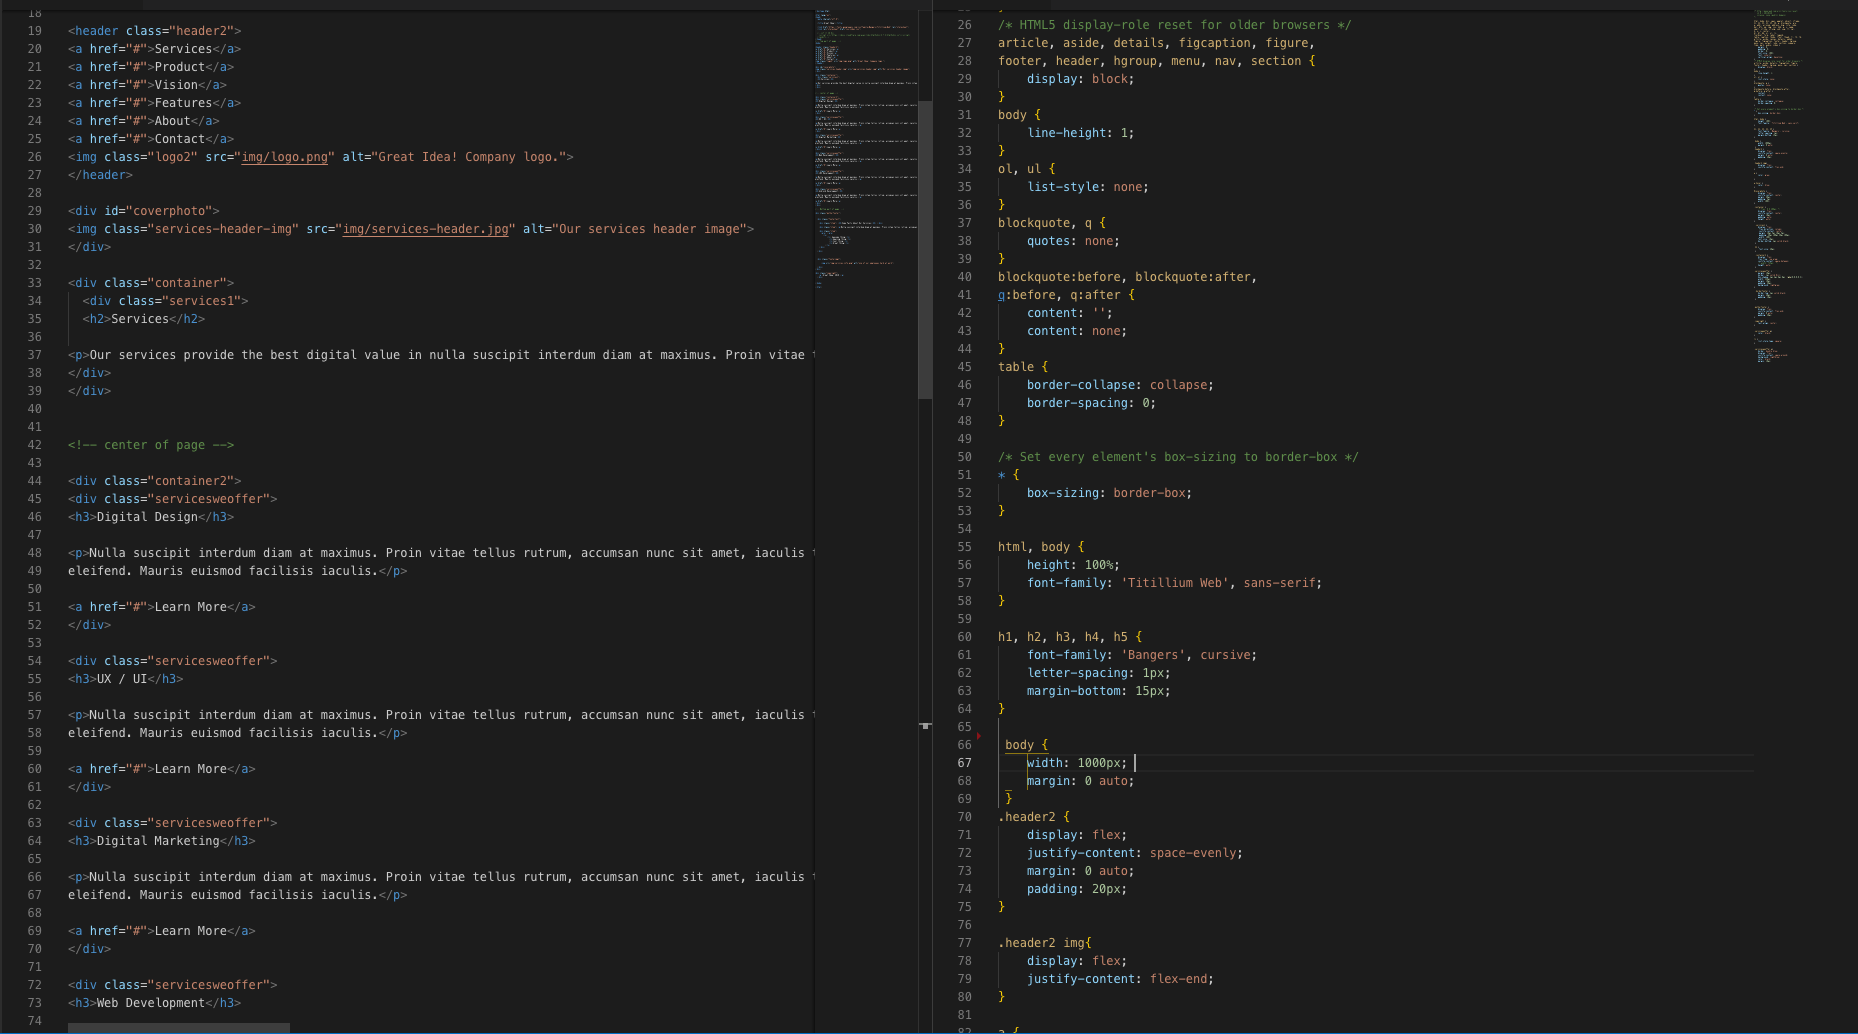 18
19 <header class="header2">
20 <a href="#">Services</a>
21 <a href="#">Product</a>
22 <a href="#">Vision</a>
23 <a href="#">Features</a>
24 <a href="#">About</a>
25 <a href="#">Contact</a>
26 <img class="logo2" src="img/logo.png" alt="Great Idea! Company logo.">
27 </header>
28
29 <div id="coverphoto">
30 <img class="services-header-img" src="img/services-header.jpg" alt="Our services header image">
31 </div>
32
33 <div class="container">
34 <div class="services1">
35 <h2>Services</h2>
36
37 <p>Our services provide the best digital value in nulla suscipit interdum diam at maximus. Proin vitae
38 </div>
39 </div>
40
41
42 <!-- center of page -->
43
44 <div class="container2">
45 <div class="servicesweoffer">
46 <h3>Digital Design</h3>
47
48 <p>Nulla suscipit interdum diam at maximus. Proin vitae tellus rutrum, accumsan nunc sit amet, iaculis
49 eleifend. Mauris euismod facilisis iaculis.</p>
50
51 <a href="#">Learn More</a>
52 </div>
53
54 <div class="servicesweoffer">
55 <h3>UX / UI</h3>
56
57 <p>Nulla suscipit interdum diam at maximus. Proin vitae tellus rutrum, accumsan nunc sit amet, iaculis
58 eleifend. Mauris euismod facilisis iaculis.</p>
59
60 <a href="#">Learn More</a>
61 </div>
62
63 <div class="servicesweoffer">
64 <h3>Digital Marketing</h3>
65
66 <p>Nulla suscipit interdum diam at maximus. Proin vitae tellus rutrum, accumsan nunc sit amet, iaculis
67 eleifend. Mauris euismod facilisis iaculis.</p>
68
69 <a href="#">Learn More</a>
70 </div>
71
72 <div class="servicesweoffer">
73 <h3>Web Development</h3>
74
26 /* HTML5 display-role reset for older browsers */
27 article, aside, details, figcaption, figure,
28 footer, header, hgroup, menu, nav, section {
29 display: block;
30 }
31 body {
32 line-height: 1;
33 }
34 ol, ul {
35 list-style: none;
36 }
37 blockquote, q {
38 quotes: none;
39 }
40 blockquote:before, blockquote:after,
41 q:before, q:after {
42 content: '';
43 content: none;
44 }
45 table {
46 border-collapse: collapse;
47 border-spacing: 0;
48 }
49
50 /* Set every element's box-sizing to border-box */
51 * {
52 box-sizing: border-box;
53 }
54
55 html, body {
56 height: 100%;
57 font-family: 'Titillium Web', sans-serif;
58 }
59
60 h1, h2, h3, h4, h5 {
61 font-family: 'Bangers', cursive;
62 letter-spacing: 1px;
63 margin-bottom: 15px;
64 }
65
66 body {
67 width: 1000px;
68 margin: 0 auto;
69 }
70 .header2 {
71 display: flex;
72 justify-content: space-evenly;
73 margin: 0 auto;
74 padding: 20px;
75 }
76
77 .header2 img{
78 display: flex;
79 justify-content: flex-end;
80 }
81
82 a {